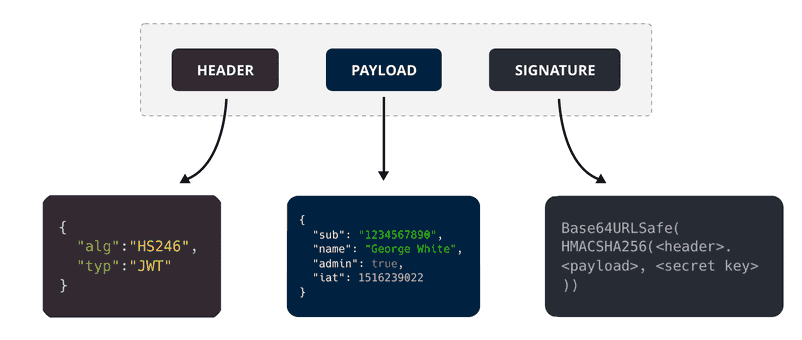 HEADER
PAYLOAD
SIGNATURE
{
"alg":"HS246",
"typ":"JWT"
}
{
"sub": "1234567890",
"name": "George White",
"admin": true,
"iat": 1516239022
}
Base64URLSafe(
HMACSHA256(<header>.
<payload>, <secret key>
))